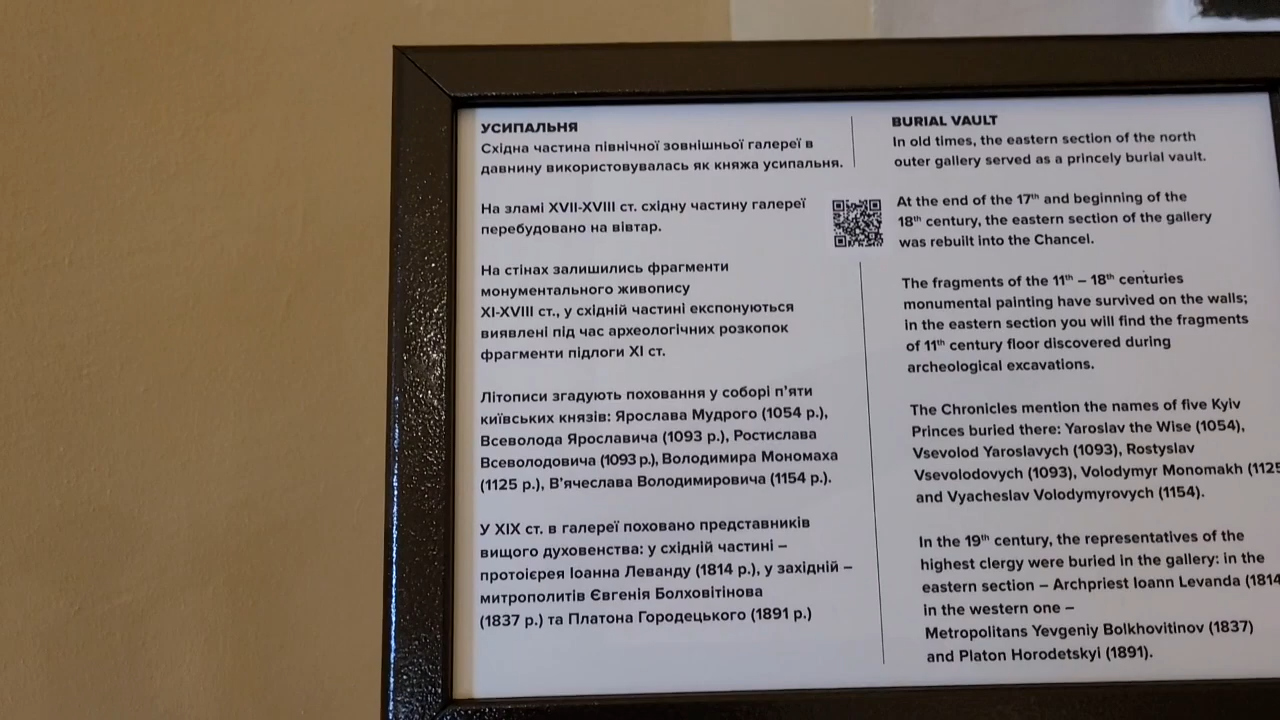 УСИПАЛЬНЯ
Східна частина північної зовнішньої галереї в
давнину використовувалась як княжа усипальня.
На зламі XVII-XVIII ст. східну частину галереї
перебудовано на вівтар.
На стінах залишились фрагменти
монументального живопису
XI-XVIII ст., у східній частині експонуються
виявлені під час археологічних розкопок
фрагменти підлоги XI ст.
Літописи згадують поховання у соборі п’яти
київських князів: Ярослава Мудрого (1054 р.),
Всеволода Ярославича (1093 р.), Ростислава
Всеволодовича (1093 р.), Володимира Мономаха
(1125 р.), В’ячеслава Володимировича (1154 р.).
У XIX ст. в галереї поховано представників
вищого духовенства: у східній частині –
протоієрея Іоанна Леванду (1814 р.), у західній –
митрополитів Євгенія Болховітінова
(1837 р.) та Платона Городецького (1891 р.)
BURIAL VAULT
In old times, the eastern section of the north
outer gallery served as a princely burial vault.
At the end of the 17th and beginning of the
18th century, the eastern section of the gallery
was rebuilt into the Chancel.
The fragments of the 11th – 18th centuries
monumental painting have survived on the walls;
in the eastern section you will find the fragments
of 11th century floor discovered during
archeological excavations.
The Chronicles mention the names of five Kyiv
Princes buried there: Yaroslav the Wise (1054),
Vsevolod Yaroslavych (1093), Rostyslav
Vsevolodovych (1093), Volodymyr Monomakh (1125
and Vyacheslav Volodymyrovych (1154).
In the 19th century, the representatives of the
highest clergy were buried in the gallery: in the
eastern section – Archpriest Ioann Levanda (1814
in the western one –
Metropolitans Yevgeniy Bolkhovitinov (1837)
and Platon Horodetskyi (1891).